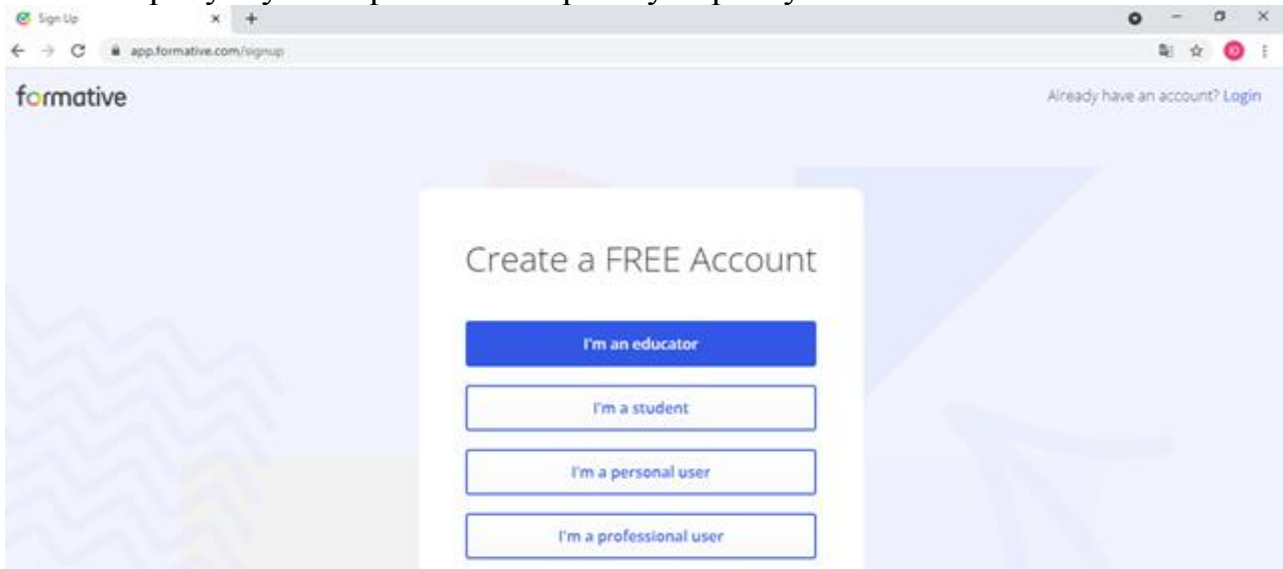 Sign Up
app.formative.com/signup
formative
Already have an account? Login
Create a FREE Account
I'm an educator
I'm a student
I'm a personal user
I'm a professional user